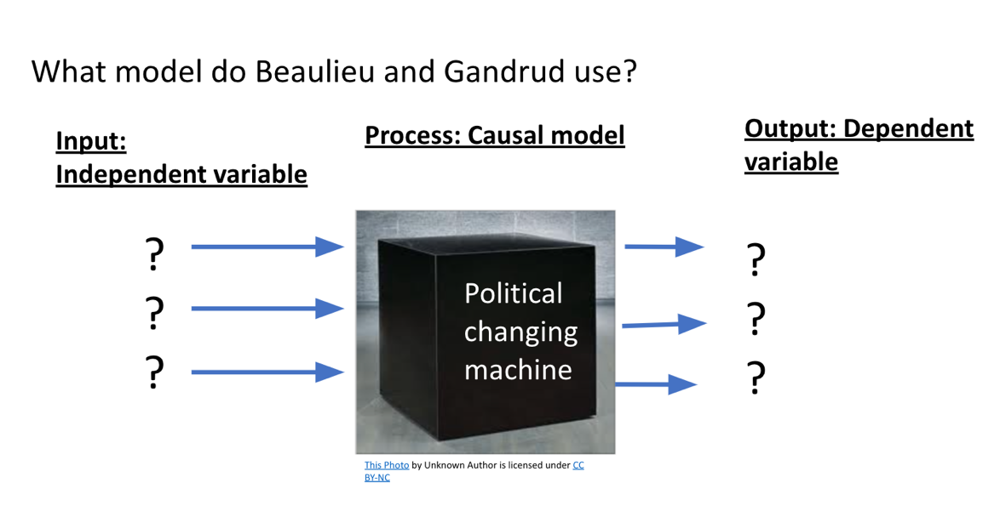 What model do Beaulieu and Gandrud use?
Input:
Independent variable
Process: Causal model
Output: Dependent
variable
?
?
?
Political
changing
machine
?
?
?
This Photo by Unknown Author is licensed under CC
BY-NC